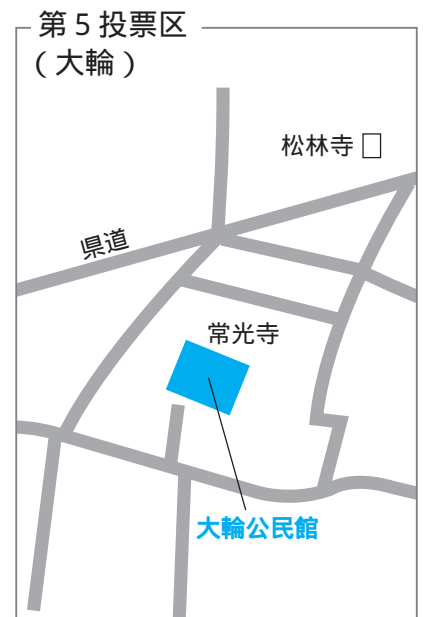 第5投票区
(大輪)
松林寺
県道
常光寺
大輪公民館